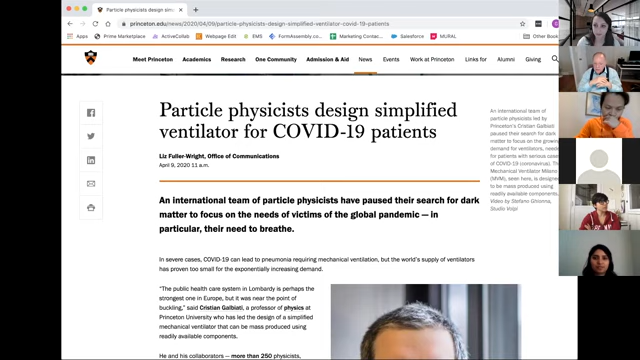 Particle physicists design sim
princeton.edu/news/2020/04/09/particle-physicists-design-simplified-ventilator-covid-19-patients
Apps Prime Marketplace ActiveCollab Webpage Edit EMS FormAssembly.co... Marketing Contac... Salesforce MURAL Other Book
Meet Princeton Academics Research One Community Admission & Aid News Events Work at Princeton Links for Alumni Giving
Particle physicists design simplified
ventilator for COVID-19 patients
Liz Fuller-Wright, Office of Communications
April 9, 2020 11 a.m.
An international team of particle physicists have paused their search for dark
matter to focus on the needs of victims of the global pandemic — in
particular, their need to breathe.
In severe cases, COVID-19 can lead to pneumonia requiring mechanical ventilation, but the world's supply of ventilators
has proven too small for the exponentially increasing demand.
"The public health care system in Lombardy is perhaps the
strongest one in Europe, but it was near the point of
buckling," said Cristian Galbiati, a professor of physics at
Princeton University who has led the design of a simplified
mechanical ventilator that can be mass produced using
readily available components.
He and his collaborators — more than 250 physicists,
An international team of
particle physicists led by
Princeton's Cristian Galbiati
paused their search for dark
matter to focus on the growing
demand for ventilators, needed
for patients with serious cases
of COVID-19 (coronavirus). The
Mechanical Ventilator Milano
(MVM), seen here, is designed
to be mass produced using
readily available components.
Video by Stefano Ghionna,
Studio Volpi